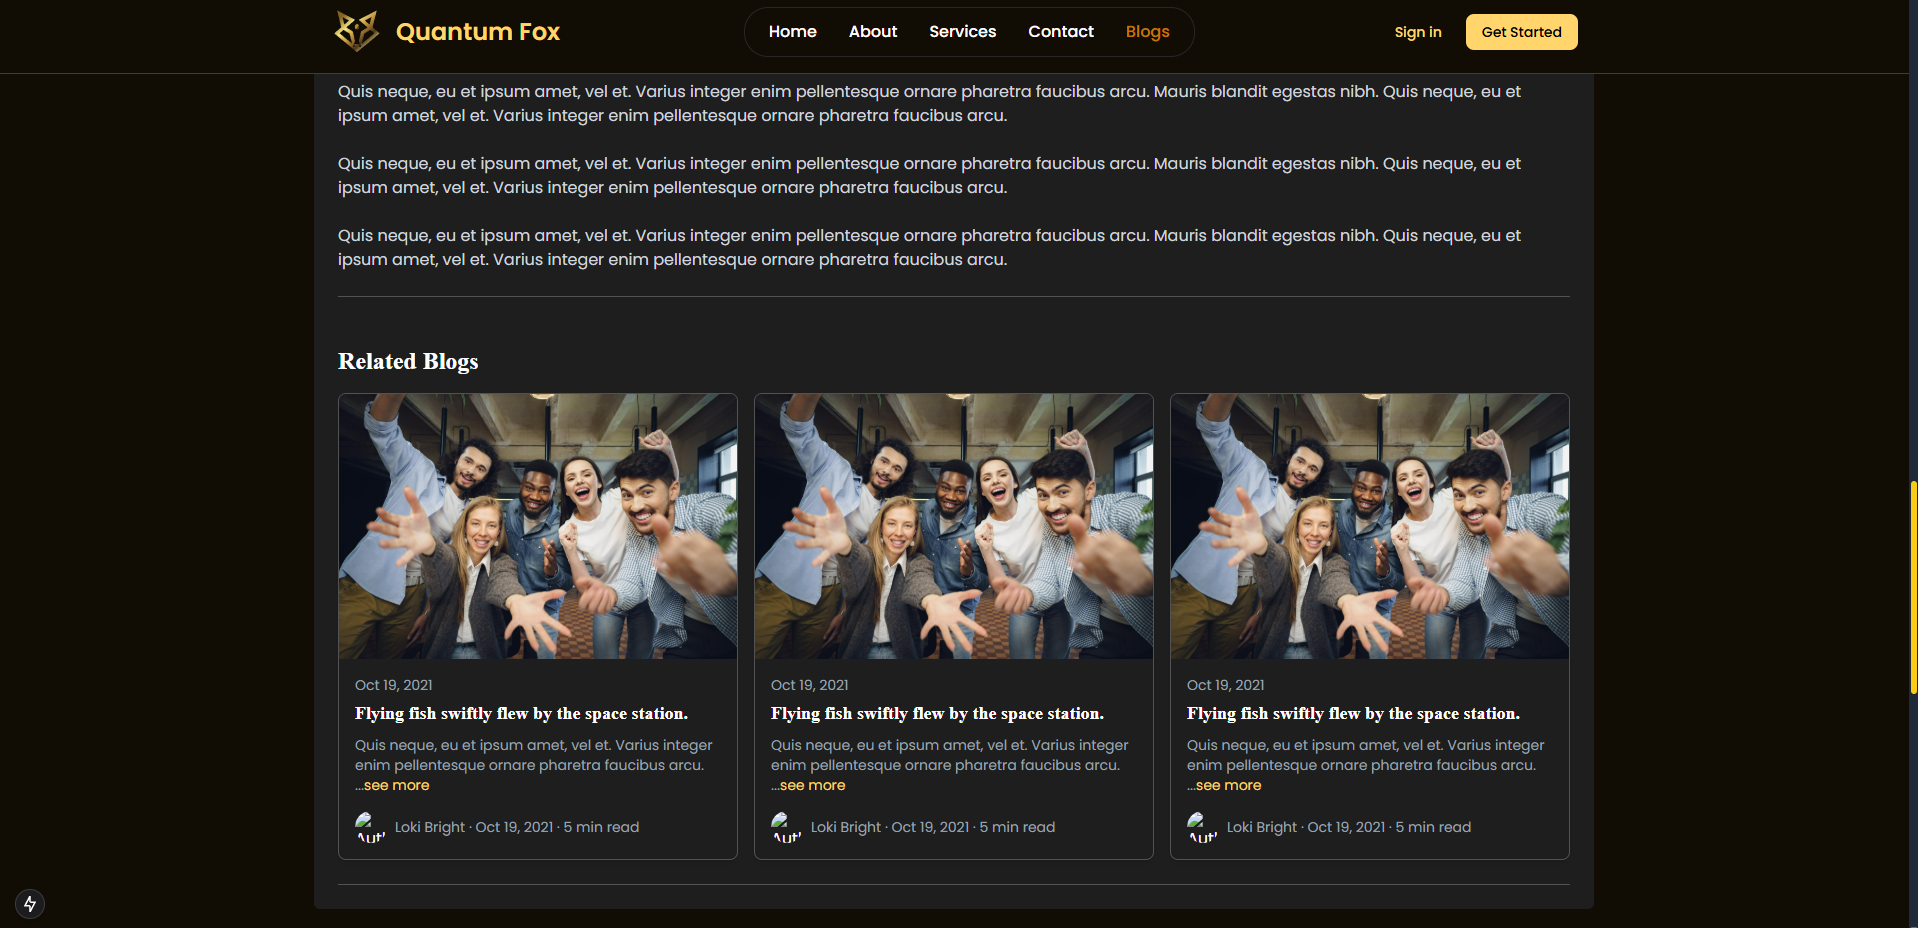 Quantum Fox
Home About Services Contact Blogs
Sign in Get Started
Quis neque, eu et ipsum amet, vel et. Varius integer enim pellentesque ornare pharetra faucibus arcu. Mauris blandit egestas nibh. Quis neque, eu et
ipsum amet, vel et. Varius integer enim pellentesque ornare pharetra faucibus arcu.
Quis neque, eu et ipsum amet, vel et. Varius integer enim pellentesque ornare pharetra faucibus arcu. Mauris blandit egestas nibh. Quis neque, eu et
ipsum amet, vel et. Varius integer enim pellentesque ornare pharetra faucibus arcu.
Quis neque, eu et ipsum amet, vel et. Varius integer enim pellentesque ornare pharetra faucibus arcu. Mauris blandit egestas nibh. Quis neque, eu et
ipsum amet, vel et. Varius integer enim pellentesque ornare pharetra faucibus arcu.
Related Blogs
Oct 19, 2021
Flying fish swiftly flew by the space station.
Quis neque, eu et ipsum amet, vel et. Varius integer
enim pellentesque ornare pharetra faucibus arcu.
...see more
Loki Bright · Oct 19, 2021 · 5 min read
Oct 19, 2021
Flying fish swiftly flew by the space station.
Quis neque, eu et ipsum amet, vel et. Varius integer
enim pellentesque ornare pharetra faucibus arcu.
...see more
Loki Bright · Oct 19, 2021 · 5 min read
Oct 19, 2021
Flying fish swiftly flew by the space station.
Quis neque, eu et ipsum amet, vel et. Varius integer
enim pellentesque ornare pharetra faucibus arcu.
...see more
Loki Bright · Oct 19, 2021 · 5 min read